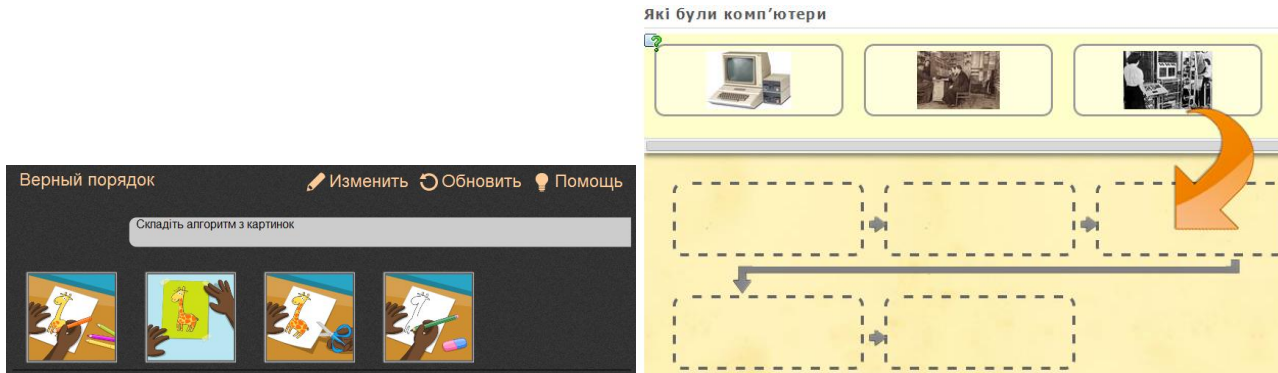 Які були комп’ютери
Верный порядок
Изменить
Обновить
Помощь
Складіть алгоритм з картинок